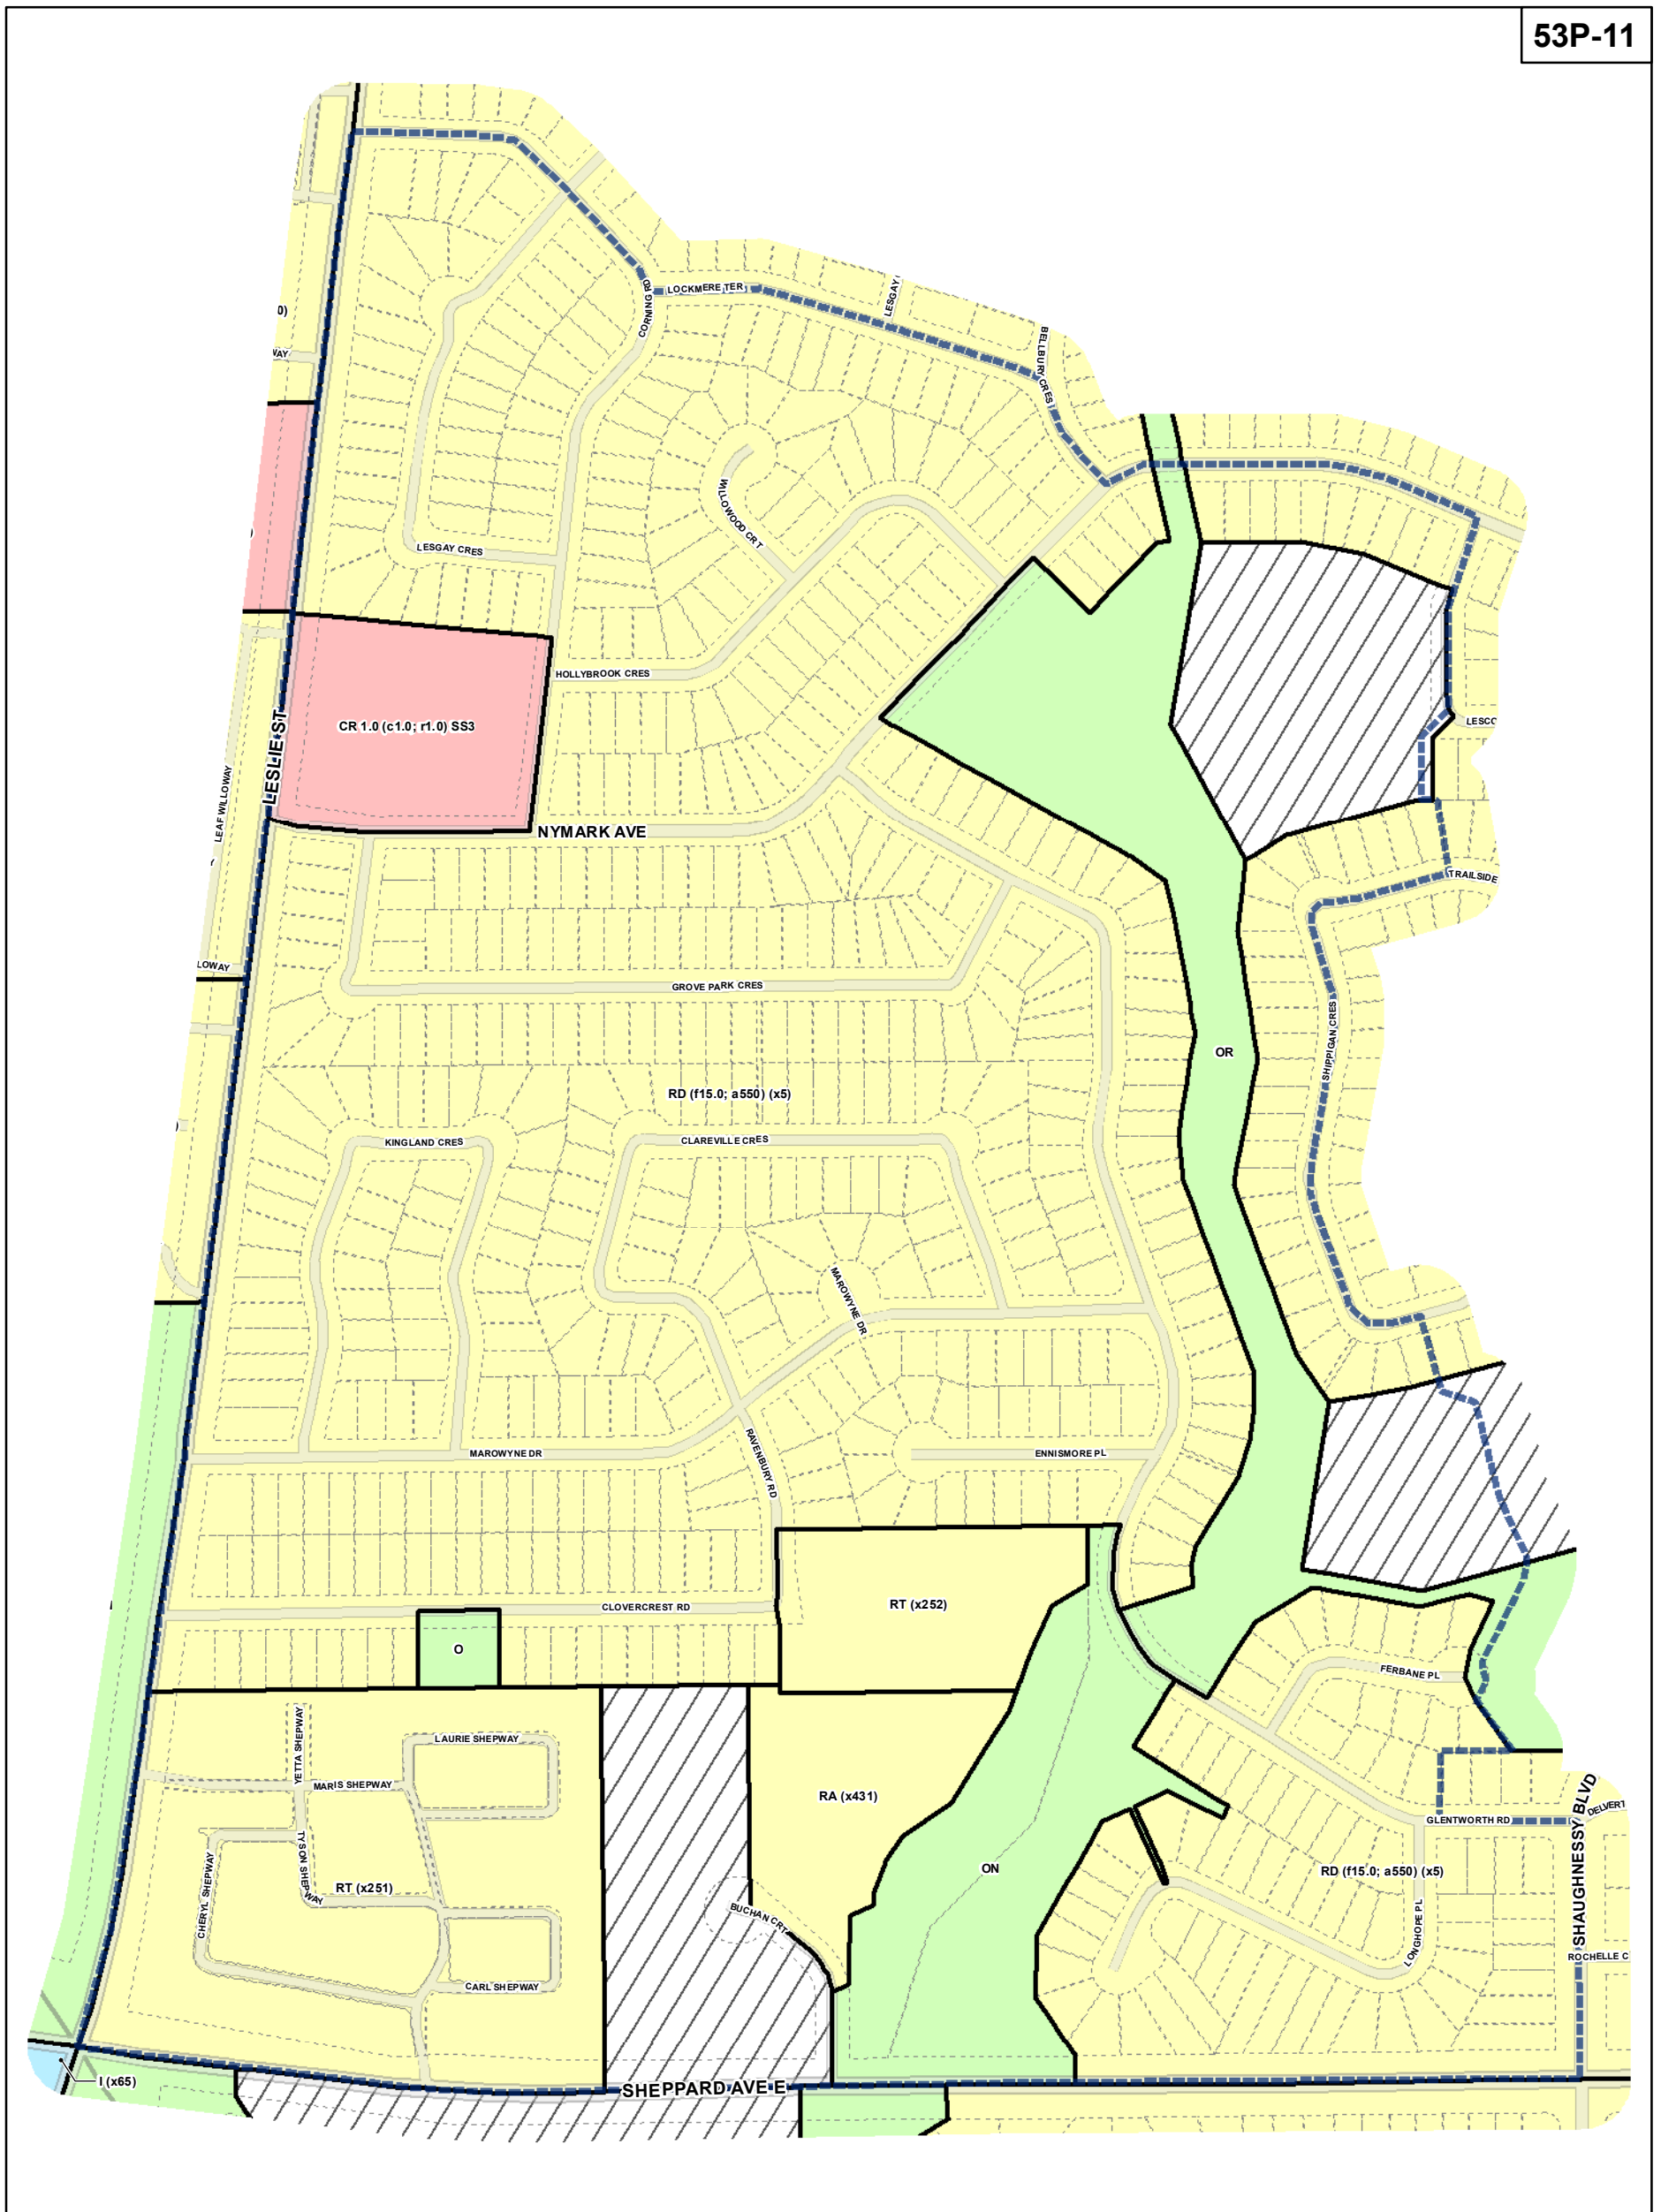 53P-11
LESGAY
LOCKMERE TER
CORNING RD
0)
BELLBURY CRES
WAY
WILLOWOOD CRT
)
LESGAY CRES
HOLLYBROOK CRES
LESCO
CR 1.0 (c1.0; r1.0) SS3
LESLIE ST
LEAF WILLOWAY
NYMARK AVE
TRAILSIDE
LOWAY
GROVE PARK CRES
SHIPPIGAN CRES
OR
RD (f15.0; a550) (x5)
)
KINGLAND CRES
CLAREVILLE CRES
MAROWYNE DR
MAROWYNE DR
ENNISMORE PL
RAVENBURY RD
RT (x252)
CLOVERCREST RD
O
FERBANE PL
YETTA SHEPWAY
LAURIE SHEPWAY
MARIS SHEPWAY
RA (x431)
SHAUGHNESSY BLVD
DELVERT
GLENTWORTH RD
TYSON SHEPWAY
CHERYL SHEPWAY
ON
RD (f15.0; a550) (x5)
RT (x251)
BUCHAN CRT
LONGHOPE PL
ROCHELLE C
CARL SHEPWAY
I (x65)
SHEPPARD AVE E